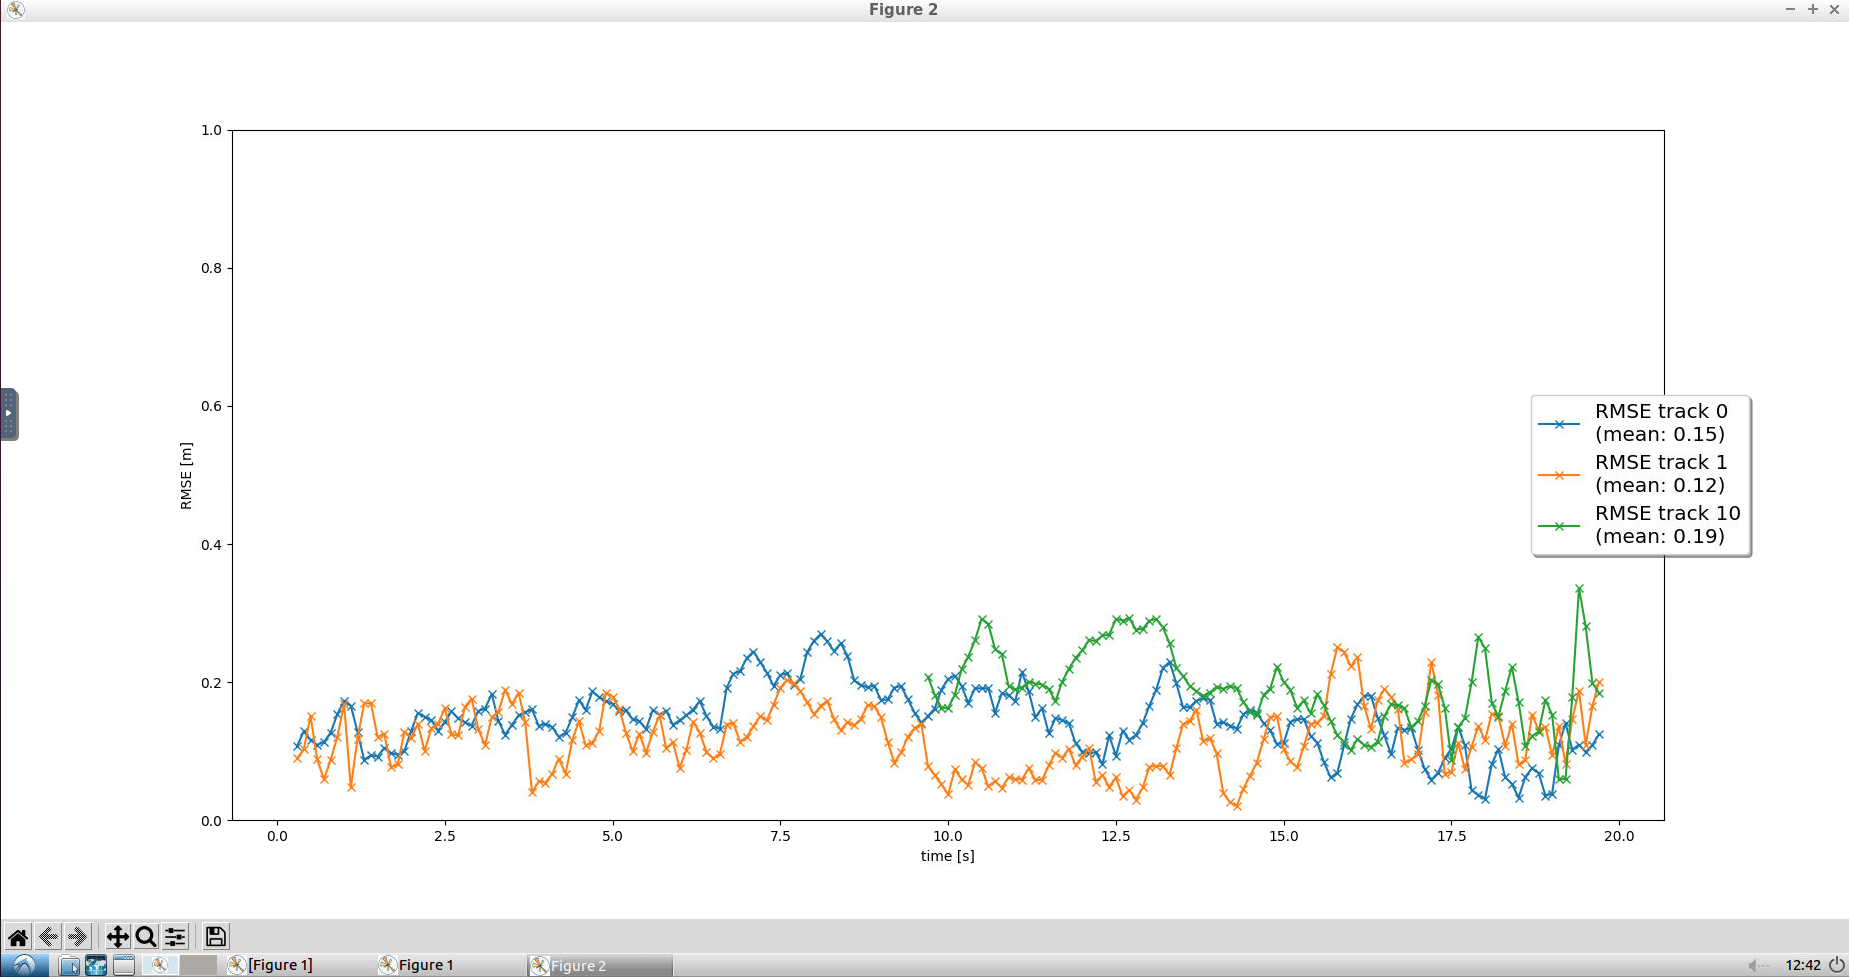 Figure 2
1.0
0.8
0.6
0.4
0.2
0.0
RMSE [m]
0.0 2.5 5.0 7.5 10.0 12.5 15.0 17.5 20.0
time [s]
RMSE track 0
(mean: 0.15)
RMSE track 1
(mean: 0.12)
RMSE track 10
(mean: 0.19)
[Figure 1] Figure 1 Figure 2 12:42